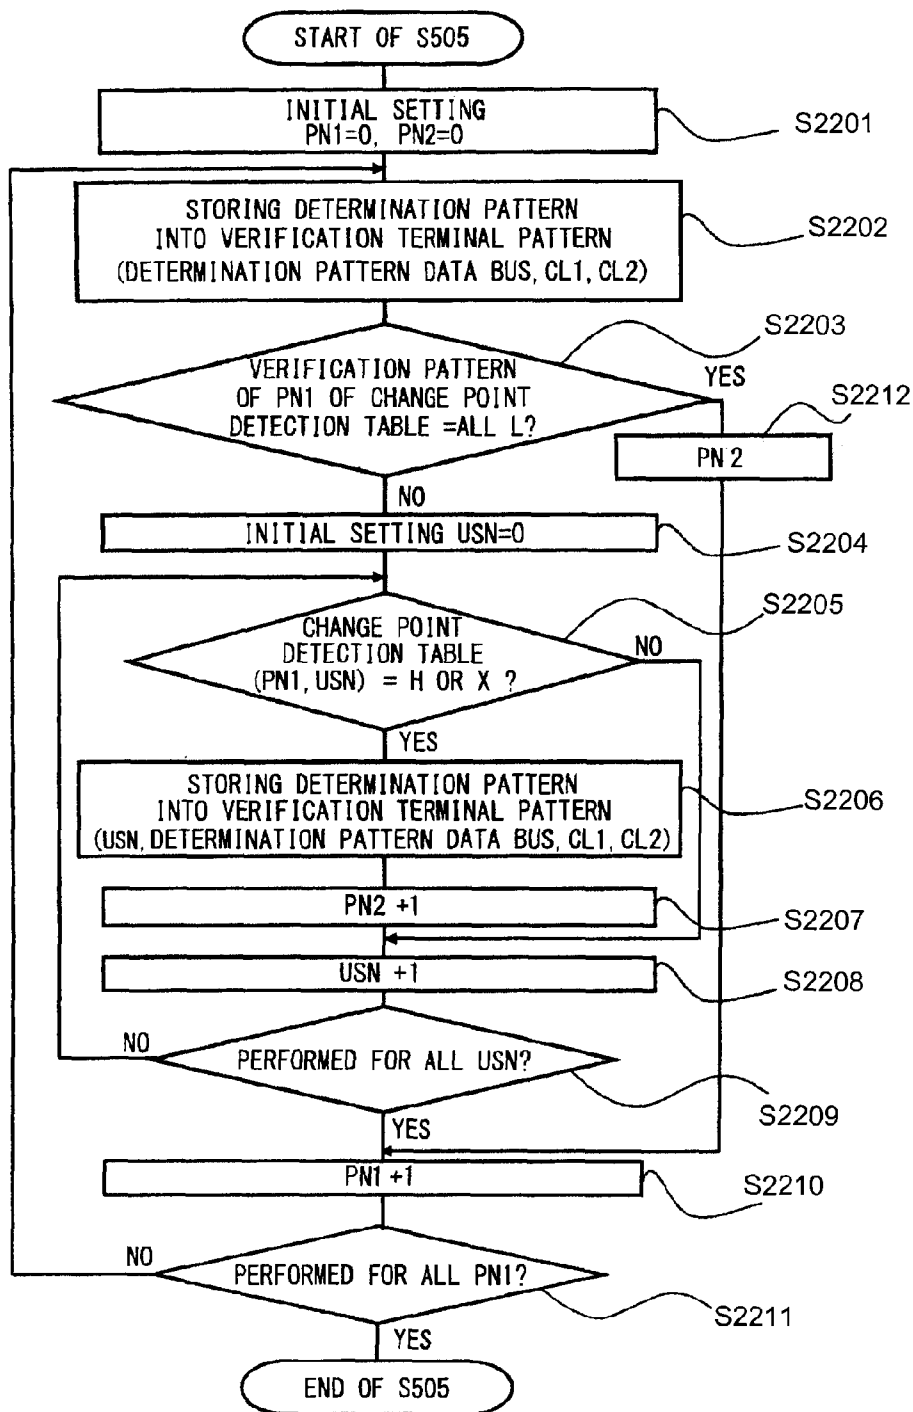 START OF S505
INITIAL SETTING
PN1=0, PN2=0
S2201
STORING DETERMINATION PATTERN
INTO VERIFICATION TERMINAL PATTERN
(DETERMINATION PATTERN DATA BUS, CL1, CL2)
S2202
S2203
VERIFICATION PATTERN
OF PN1 OF CHANGE POINT
DETECTION TABLE =ALL L?
YES
S2212
PN 2
NO
INITIAL SETTING USN=0
S2204
S2205
CHANGE POINT
DETECTION TABLE
(PN1, USN) = H OR X ?
NO
YES
STORING DETERMINATION PATTERN
INTO VERIFICATION TERMINAL PATTERN
(USN, DETERMINATION PATTERN DATA BUS, CL1, CL2)
S2206
PN2 +1
S2207
USN +1
S2208
NO
PERFORMED FOR ALL USN?
S2209
YES
PN1 +1
S2210
NO
PERFORMED FOR ALL PN1?
S2211
YES
END OF S505